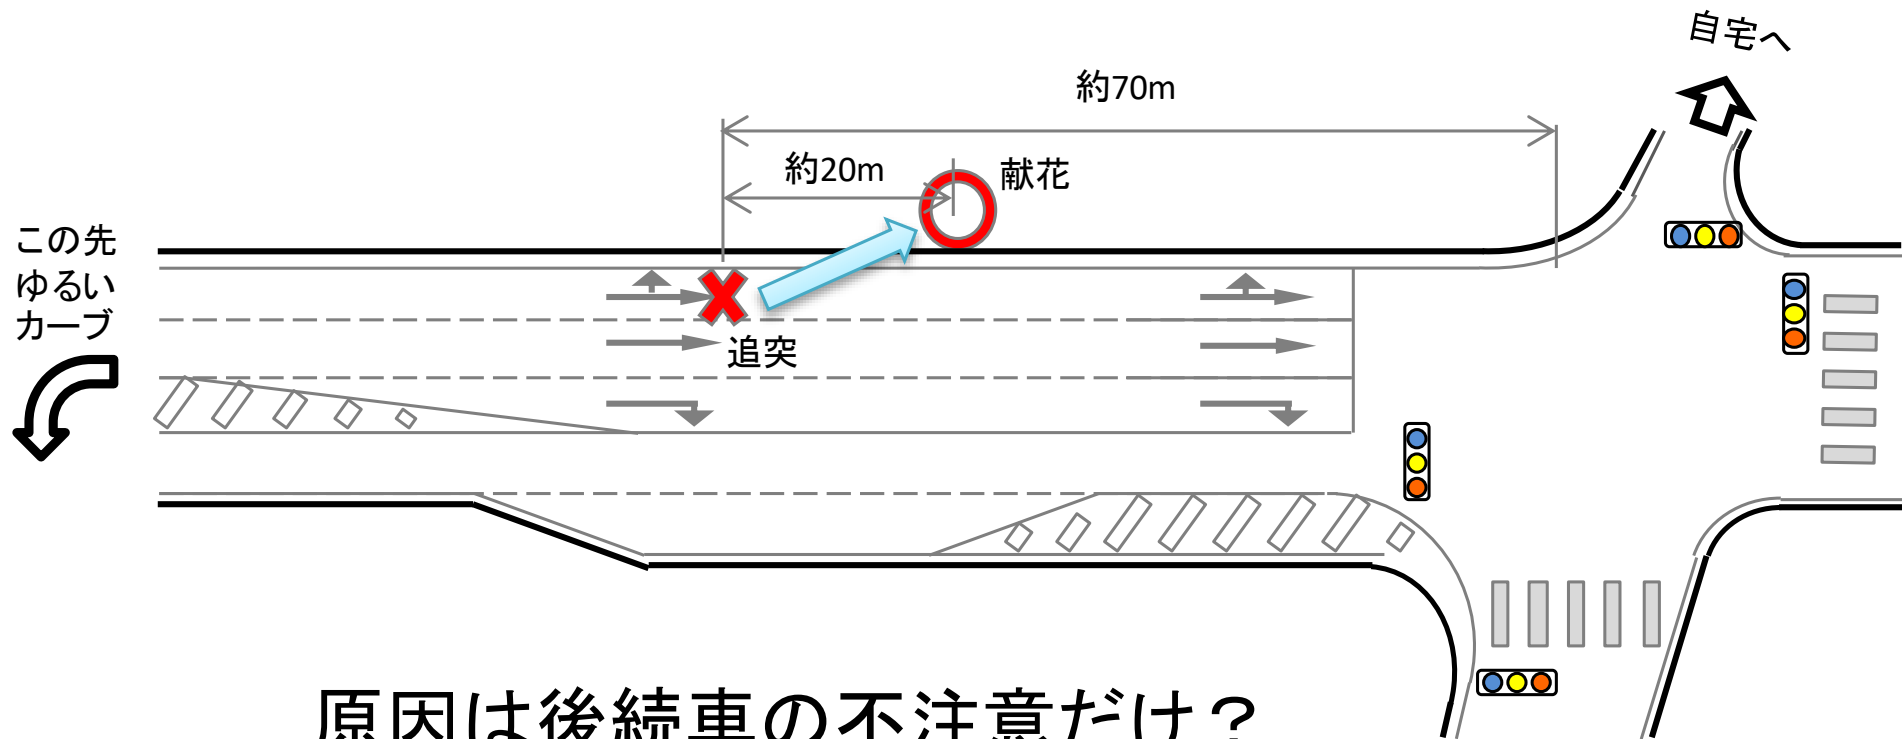 自宅へ
約70m
約20m
献花
この先
ゆるい
カーブ
追突
原因は後続車の不注意だけ？